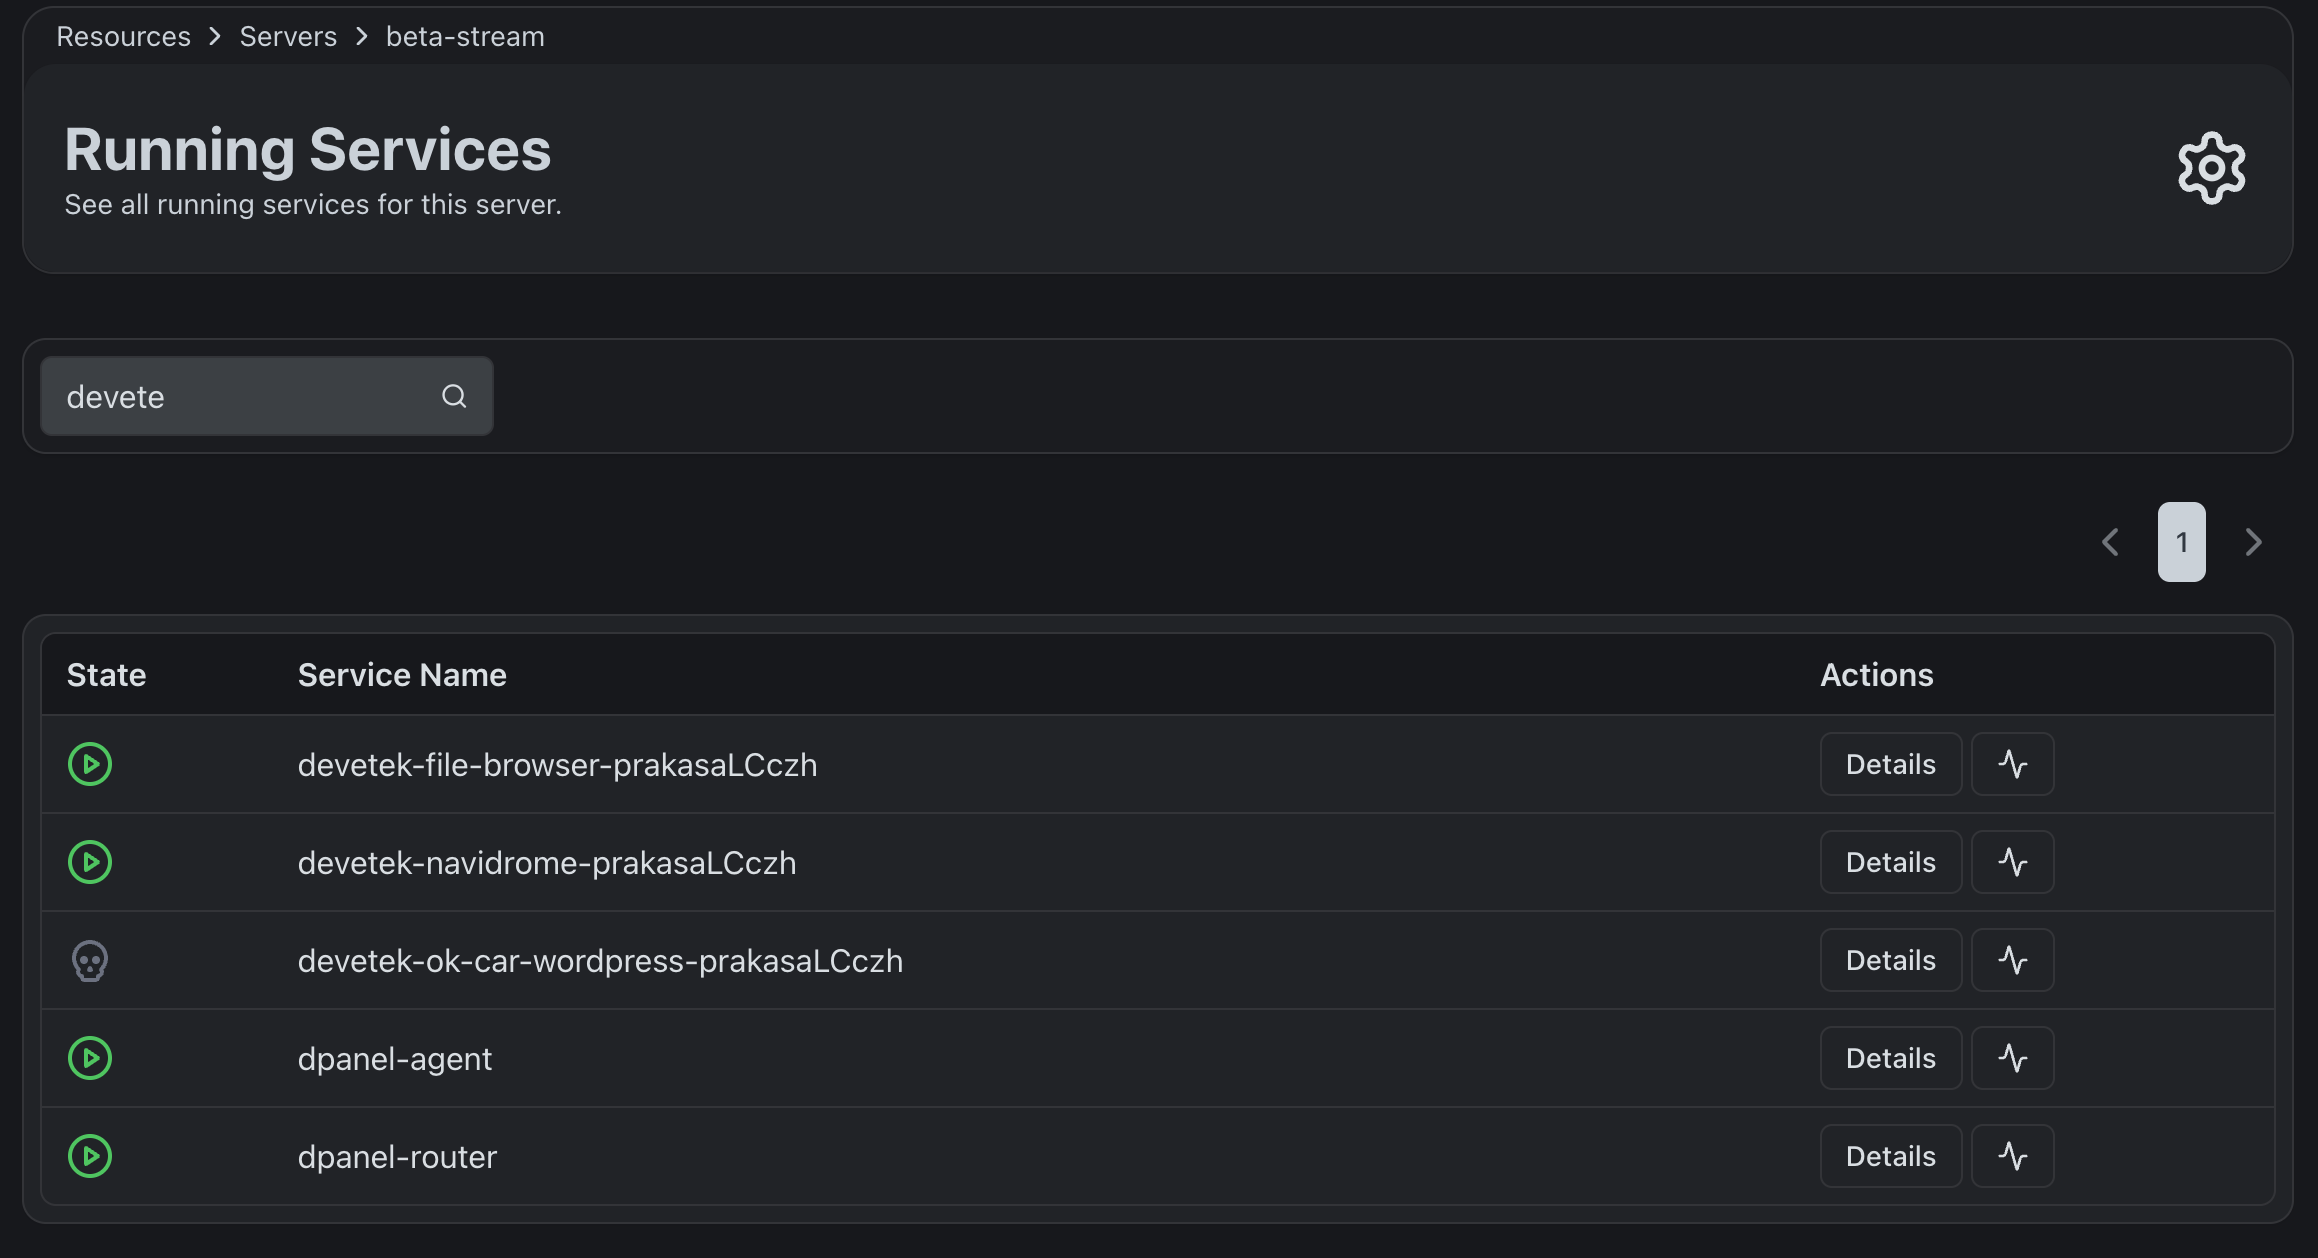 Resources > Servers > beta-stream
Running Services
See all running services for this server.
devete
1
State Service Name Actions
devetek-file-browser-prakasaLCczh Details
devetek-navidrome-prakasaLCczh Details
devetek-ok-car-wordpress-prakasaLCczh Details
dpanel-agent Details
dpanel-router Details